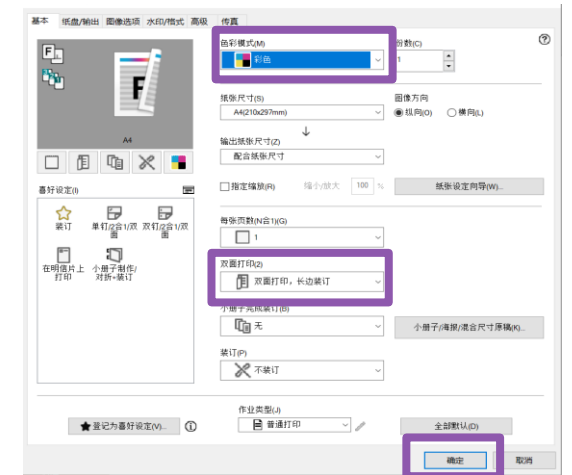 基本 纸盘/输出 图像选项 水印/格式 高级 传真
色彩模式(M)
彩色
份数(C)
1
纸张尺寸(S)
A4(210x297mm)
图像方向
纵向(O) 横向(L)
A4
输出纸张尺寸(Z)
配合纸张尺寸
喜好设定(I)
指定缩放(R) 缩小/放大 100 %
纸张设定向导(W)...
装订
单钉/2合1/双面
双钉/2合1/双面
在明信片上打印
小册子制作/对折+装订
每张页数(N合1)(G)
1
双面打印(2)
双面打印，长边装订
小册子完成装订(B)
无
小册子/海报/混合尺寸原稿(K)...
装订(P)
不装订
登记为喜好设定(V)...
作业类型(J)
普通打印
全部默认(D)
确定 取消